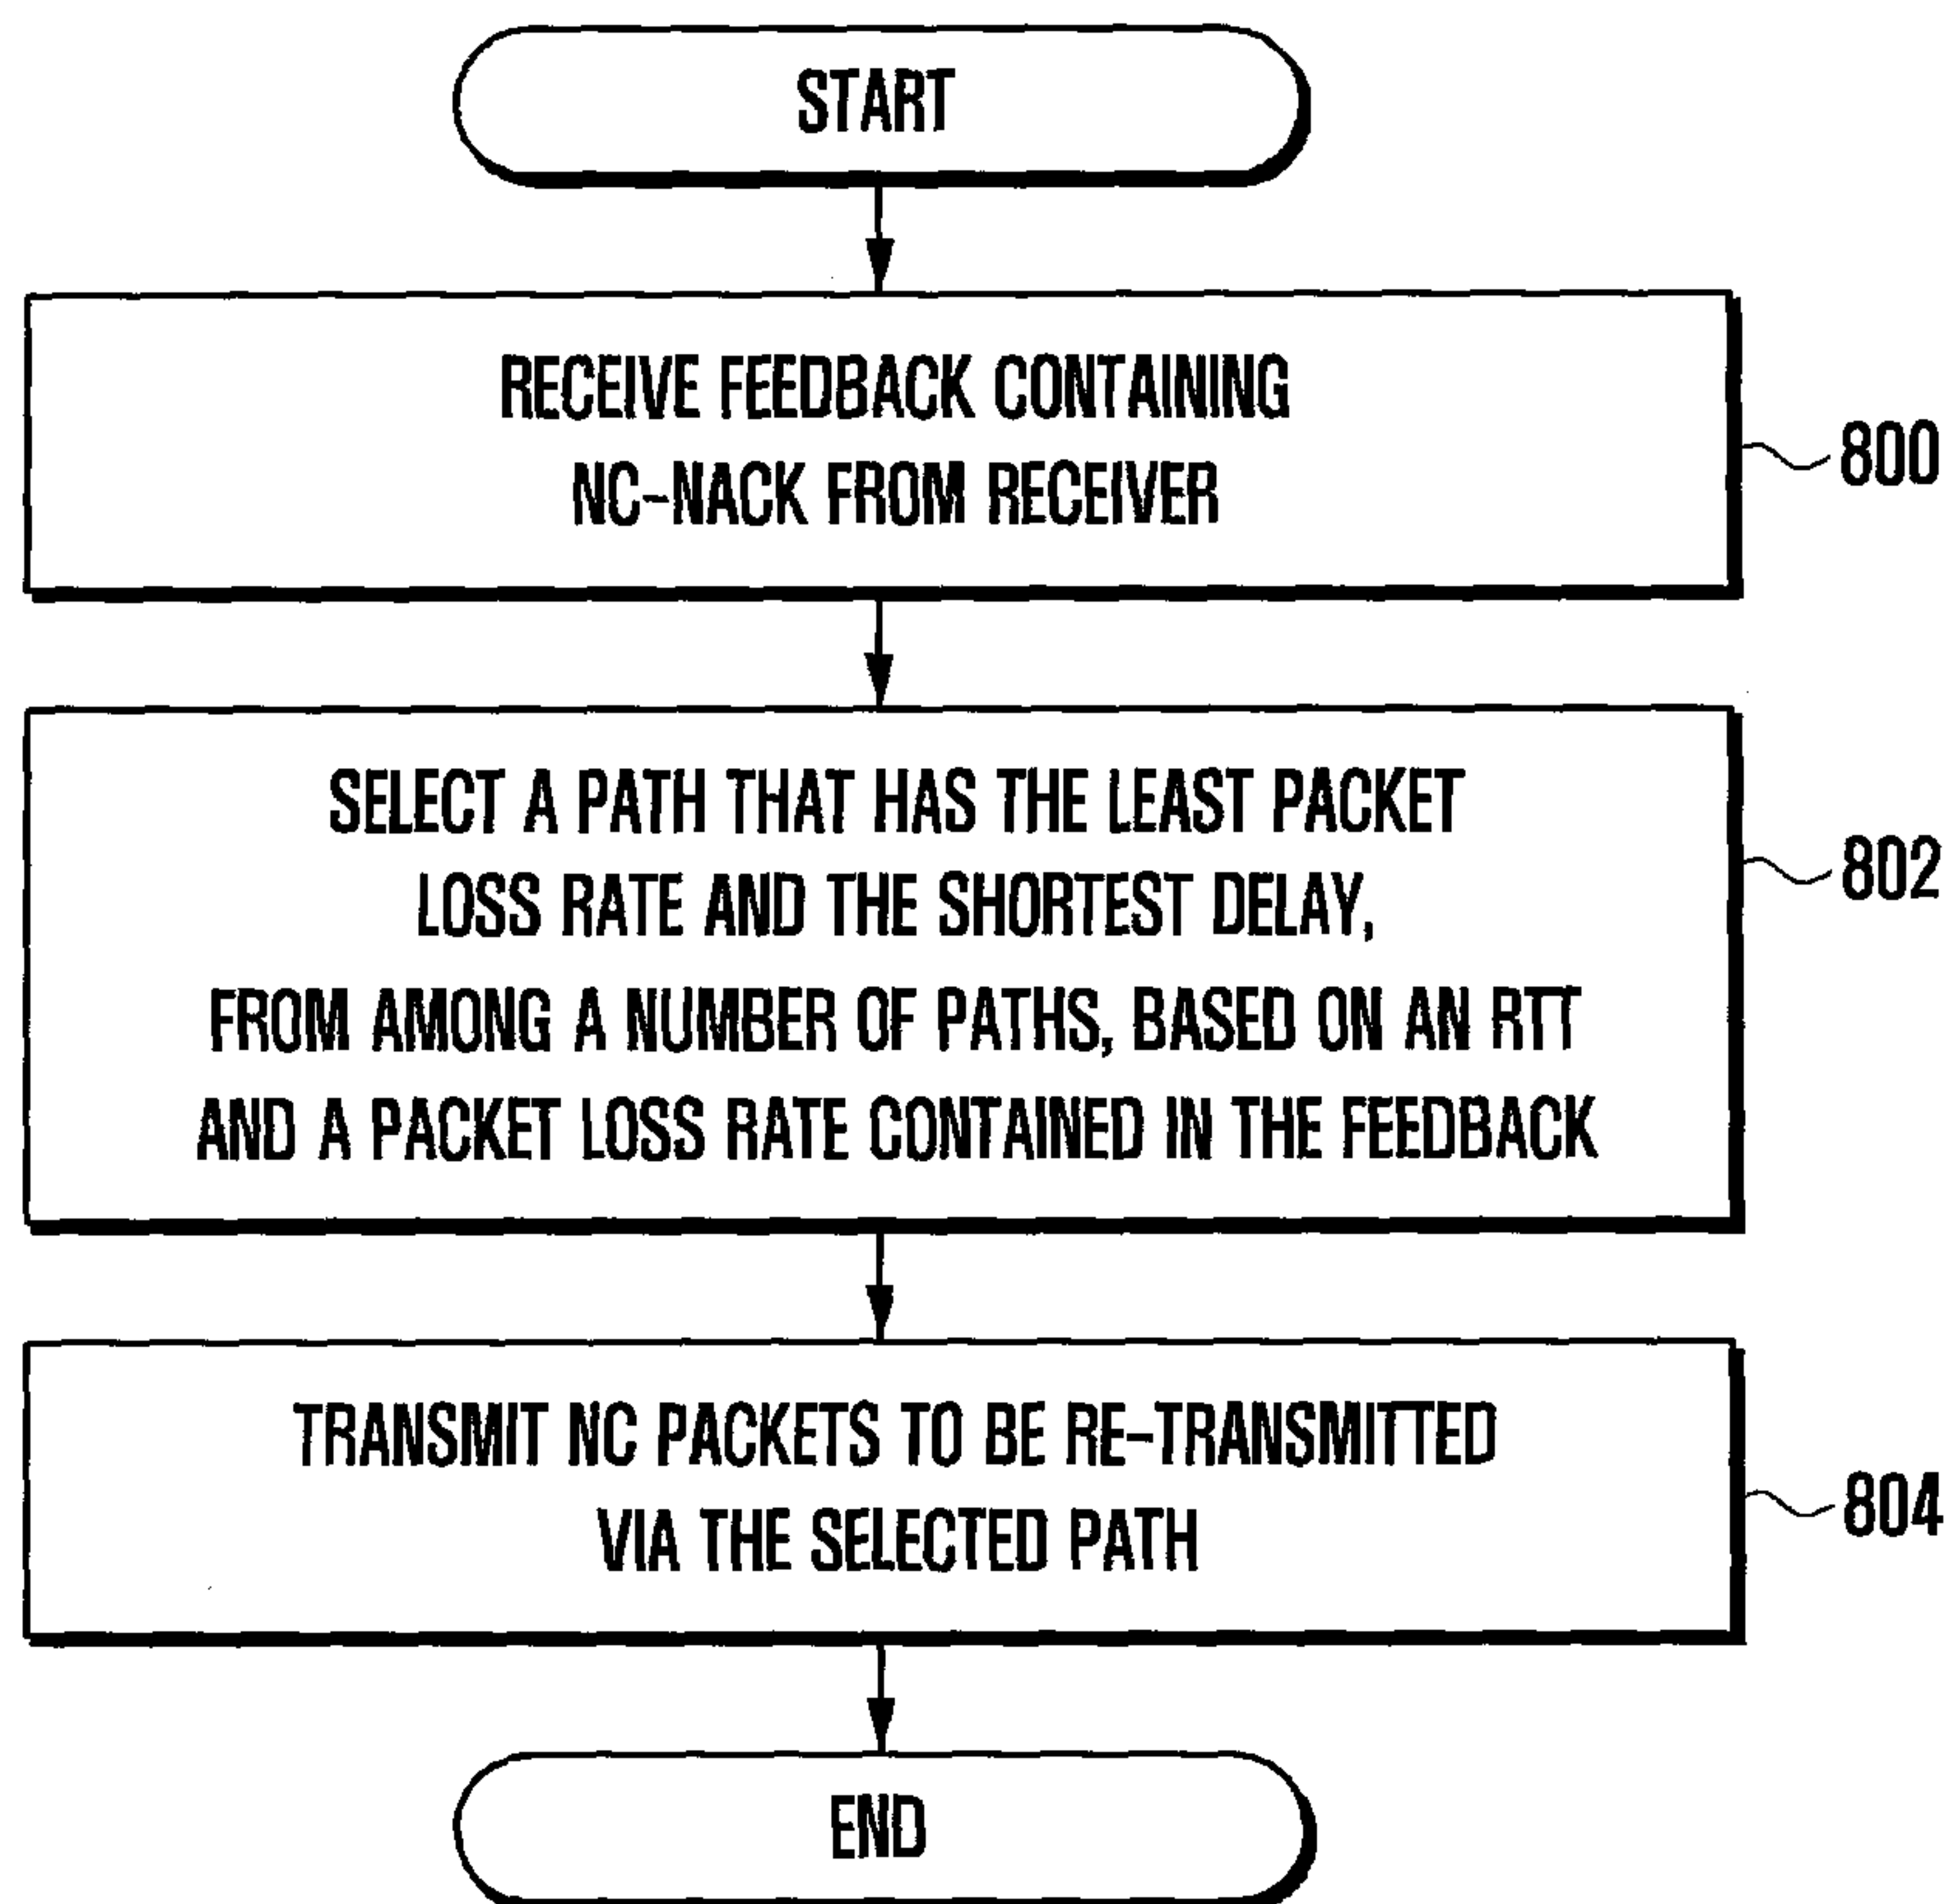 START
RECEIVE FEEDBACK CONTAINING
NC-NACK FROM RECEIVER
800
SELECT A PATH THAT HAS THE LEAST PACKET
LOSS RATE AND THE SHORTEST DELAY,
FROM AMONG A NUMBER OF PATHS, BASED ON AN RTT
AND A PACKET LOSS RATE CONTAINED IN THE FEEDBACK
802
TRANSMIT NC PACKETS TO BE RE-TRANSMITTED
VIA THE SELECTED PATH
804
END